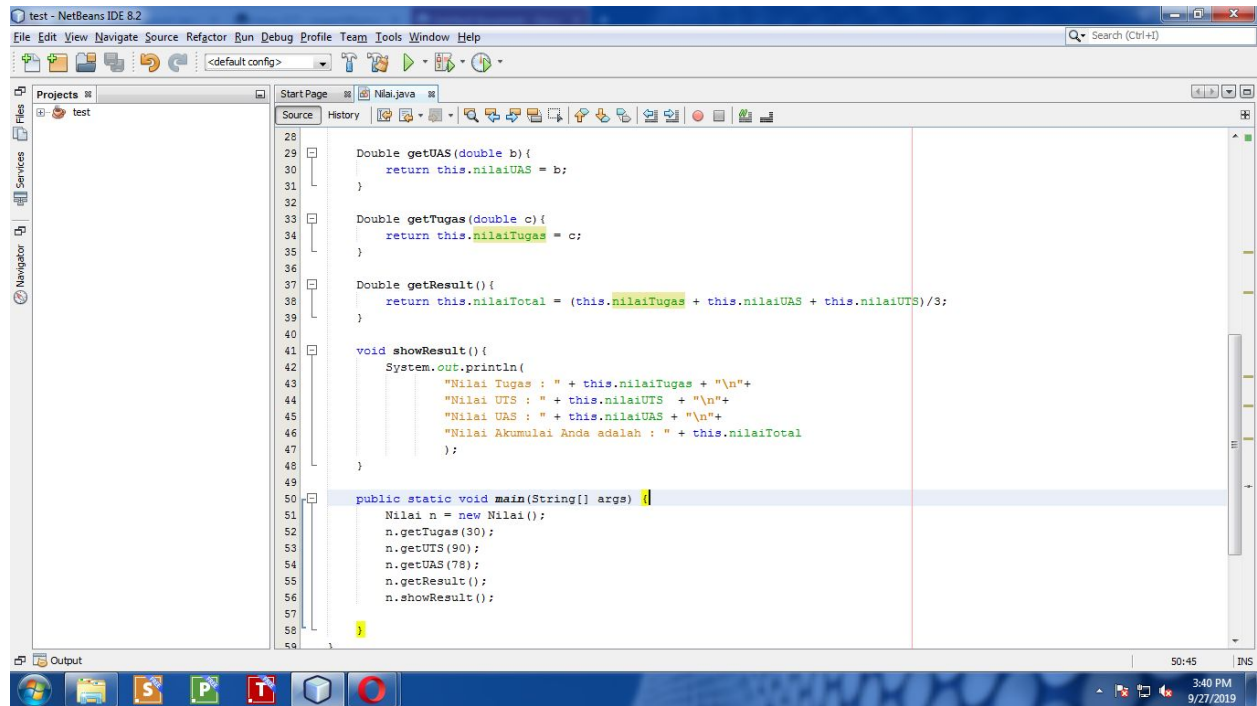 test - NetBeans IDE 8.2
File Edit View Navigate Source Refactor Run Debug Profile Team Tools Window Help
Search (Ctrl+I)
<default config>
Projects
Start Page
Nilai.java
Files
test
Source History
Services
Navigator
28
29 Double getUAS(double b){
30 return this.nilaiUAS = b;
31 }
32
33 Double getTugas(double c){
34 return this.nilaiTugas = c;
35 }
36
37 Double getResult(){
38 return this.nilaiTotal = (this.nilaiTugas + this.nilaiUAS + this.nilaiUTS)/3;
39 }
40
41 void showResult(){
42 System.out.println(
43 "Nilai Tugas : " + this.nilaiTugas + "\n"+
44 "Nilai UTS : " + this.nilaiUTS  + "\n"+
45 "Nilai UAS : " + this.nilaiUAS + "\n"+
46 "Nilai Akumulai Anda adalah : " + this.nilaiTotal
47 );
48 }
49
50 public static void main(String[] args) {
51 Nilai n = new Nilai();
52 n.getTugas(30);
53 n.getUTS(90);
54 n.getUAS(78);
55 n.getResult();
56 n.showResult();
57
58 }
59 }
Output
50:45 INS
S P T
3:40 PM
9/27/2019